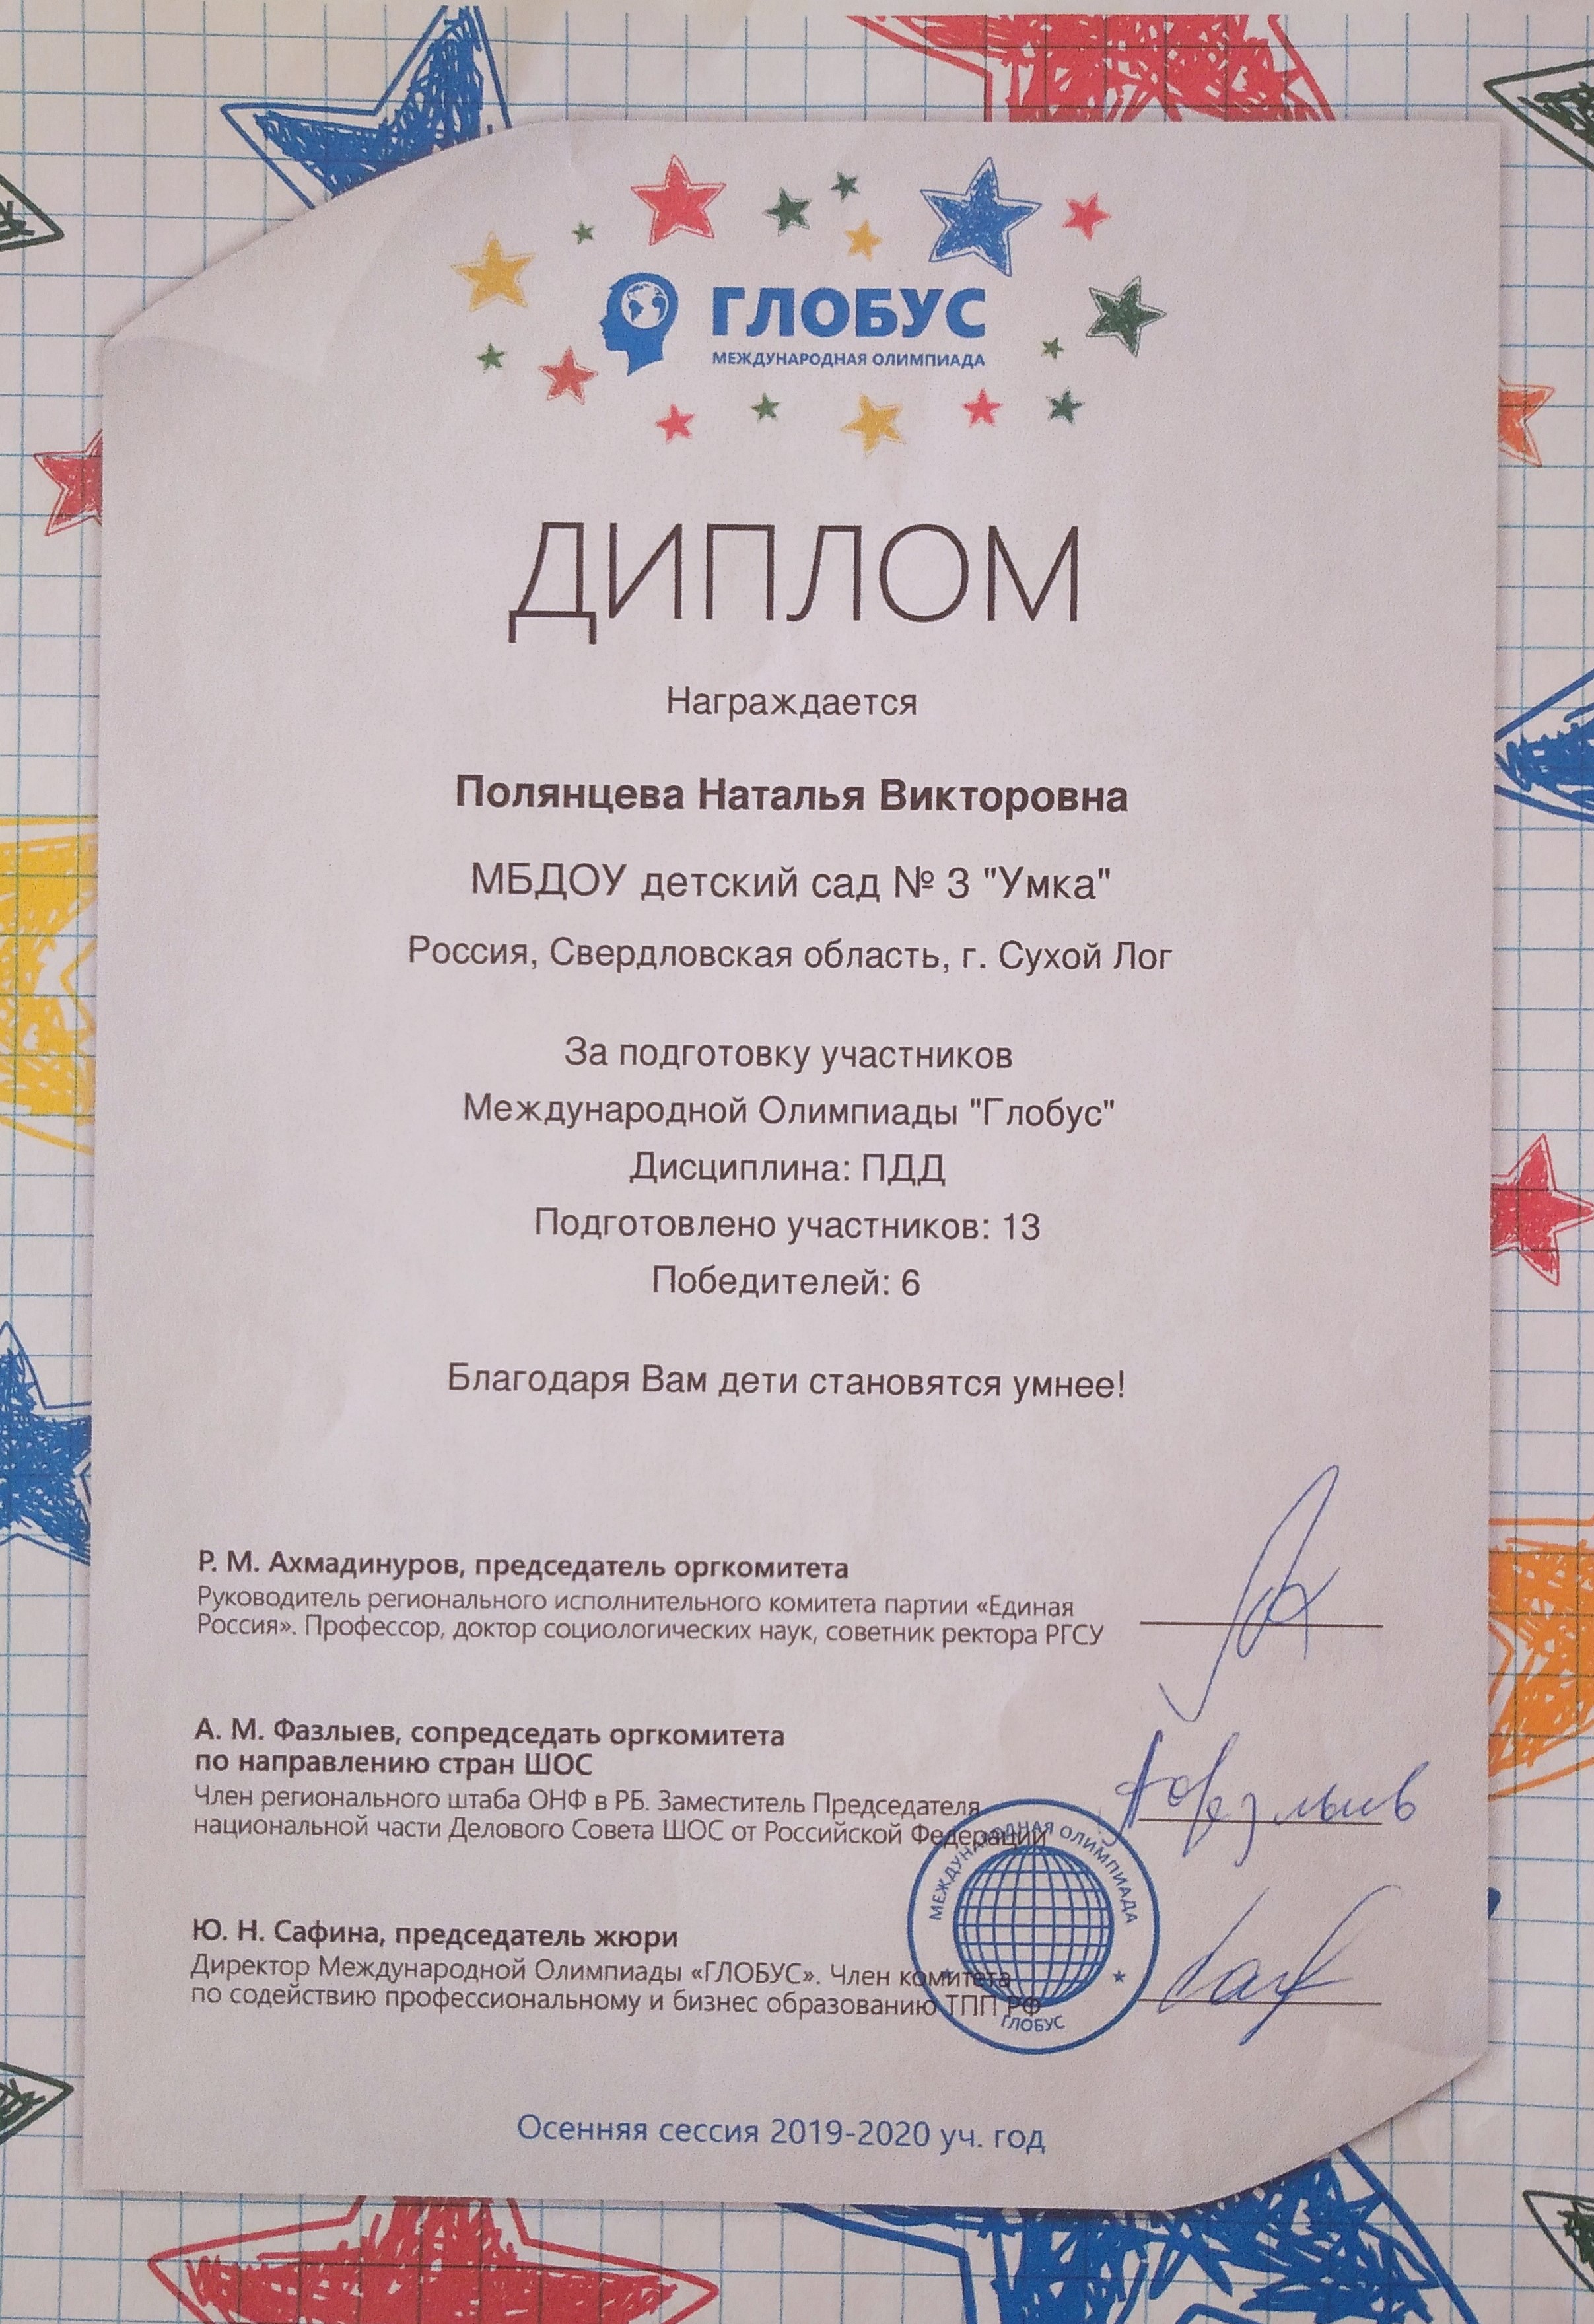 ГЛОБУС
МЕЖДУНАРОДНАЯ ОЛИМПИАДА
ДИПЛОМ
Награждается
Полянцева Наталья Викторовна
МБДОУ детский сад № 3 "Умка"
Россия, Свердловская область, г. Сухой Лог
За подготовку участников
Международной Олимпиады "Глобус"
Дисциплина: ПДД
Подготовлено участников: 13
Победителей: 6
Благодаря Вам дети становятся умнее!
Р. М. Ахмадинуров, председатель оргкомитета
Руководитель регионального исполнительного комитета партии «Единая
Россия». Профессор, доктор социологических наук, советник ректора РГСУ
А. М. Фазлыев, сопредседать оргкомитета
по направлению стран ШОС
Член регионального штаба ОНФ в РБ. Заместитель Председателя
национальной части Делового Совета ШОС от Российской Федерации
МЕЖДУНАРОДНАЯ ОЛИМПИАДА
ГЛОБУС
Ю. Н. Сафина, председатель жюри
Директор Международной Олимпиады «ГЛОБУС». Член комитета
по содействию профессиональному и бизнес образованию ТПП РФ
Осенняя сессия 2019-2020 уч. год